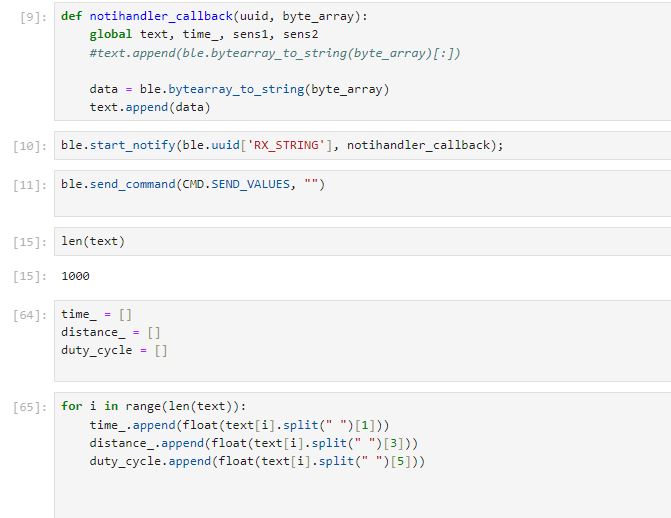 [9]: def notihandler_callback(uuid, byte_array):
global text, time_, sens1, sens2
#text.append(ble.bytearray_to_string(byte_array)[:])
data = ble.bytearray_to_string(byte_array)
text.append(data)
[10]: ble.start_notify(ble.uuid['RX_STRING'], notihandler_callback);
[11]: ble.send_command(CMD.SEND_VALUES, "")
[15]: len(text)
[15]: 1000
[64]: time_ = []
distance_ = []
duty_cycle = []
[65]: for i in range(len(text)):
time_.append(float(text[i].split(" ")[1]))
distance_.append(float(text[i].split(" ")[3]))
duty_cycle.append(float(text[i].split(" ")[5]))